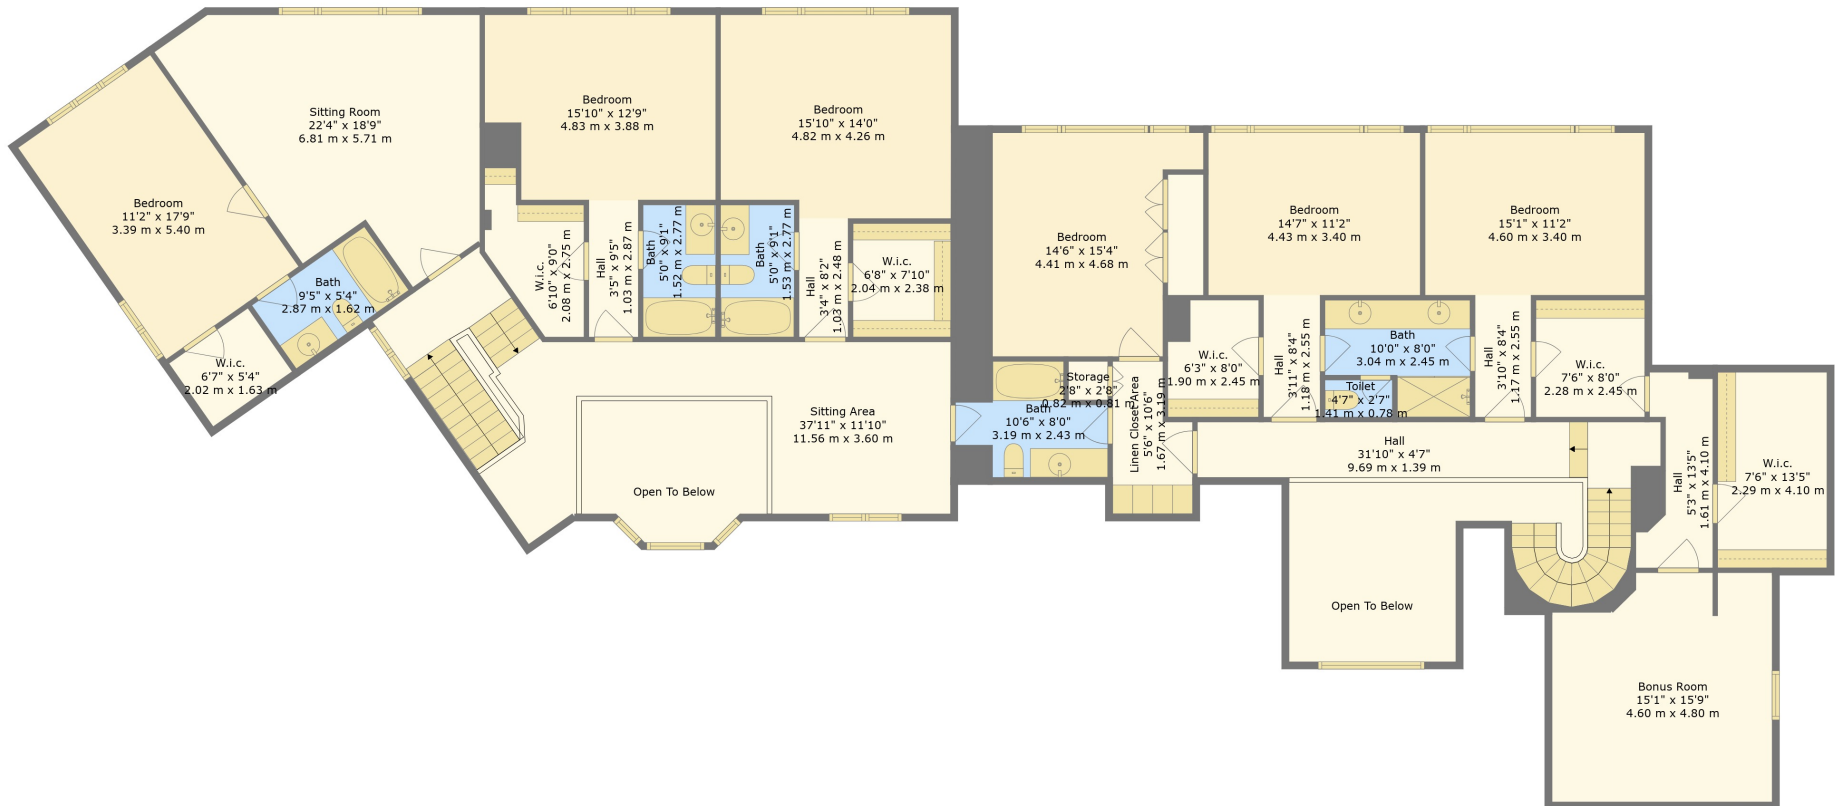 Sitting Room
22'4" x 18'9"
6.81 m x 5.71 m
Bedroom
15'10" x 12'9"
4.83 m x 3.88 m
Bedroom
15'10" x 14'0"
4.82 m x 4.26 m
Bedroom
11'2" x 17'9"
3.39 m x 5.40 m
Bedroom
14'6" x 15'4"
4.41 m x 4.68 m
Bedroom
14'7" x 11'2"
4.43 m x 3.40 m
Bedroom
15'1" x 11'2"
4.60 m x 3.40 m
W.i.c.
6'10" x 9'0"
2.08 m x 2.75 m
Hall
3'5" x 9'5"
1.03 m x 2.87 m
Bath
5'0" x 9'1"
1.52 m x 2.77 m
Bath
5'0" x 9'1"
1.53 m x 2.77 m
Hall
3'4" x 8'2"
1.03 m x 2.48 m
W.i.c.
6'8" x 7'10"
2.04 m x 2.38 m
Bath
9'5" x 5'4"
2.87 m x 1.62 m
W.i.c.
6'7" x 5'4"
2.02 m x 1.63 m
Sitting Area
37'11" x 11'10"
11.56 m x 3.60 m
Open To Below
Storage
2'8" x 2'8"
0.82 m x 0.81 m
Bath
10'6" x 8'0"
3.19 m x 2.43 m
Linen Closet Area
5'6" x 10'6"
1.67 m x 3.19 m
W.i.c.
6'3" x 8'0"
1.90 m x 2.45 m
Hall
3'11" x 8'4"
1.18 m x 2.55 m
Bath
10'0" x 8'0"
3.04 m x 2.45 m
Toilet
4'7" x 2'7"
1.41 m x 0.78 m
Hall
3'10" x 8'4"
1.17 m x 2.55 m
W.i.c.
7'6" x 8'0"
2.28 m x 2.45 m
Hall
31'10" x 4'7"
9.69 m x 1.39 m
Hall
5'3" x 13'5"
1.61 m x 4.10 m
W.i.c.
7'6" x 13'5"
2.29 m x 4.10 m
Open To Below
Bonus Room
15'1" x 15'9"
4.60 m x 4.80 m